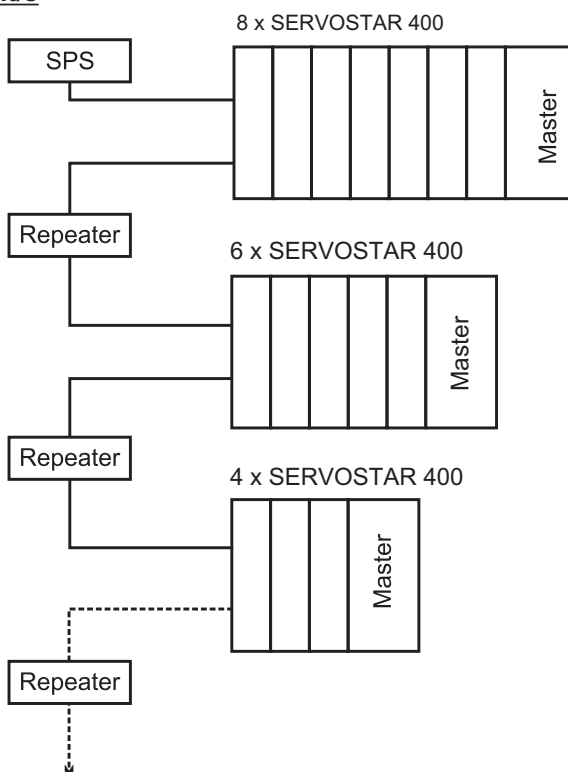 8 x SERVOSTAR 400
SPS
Master
Repeater
6 x SERVOSTAR 400
Master
Repeater
4 x SERVOSTAR 400
Master
Repeater